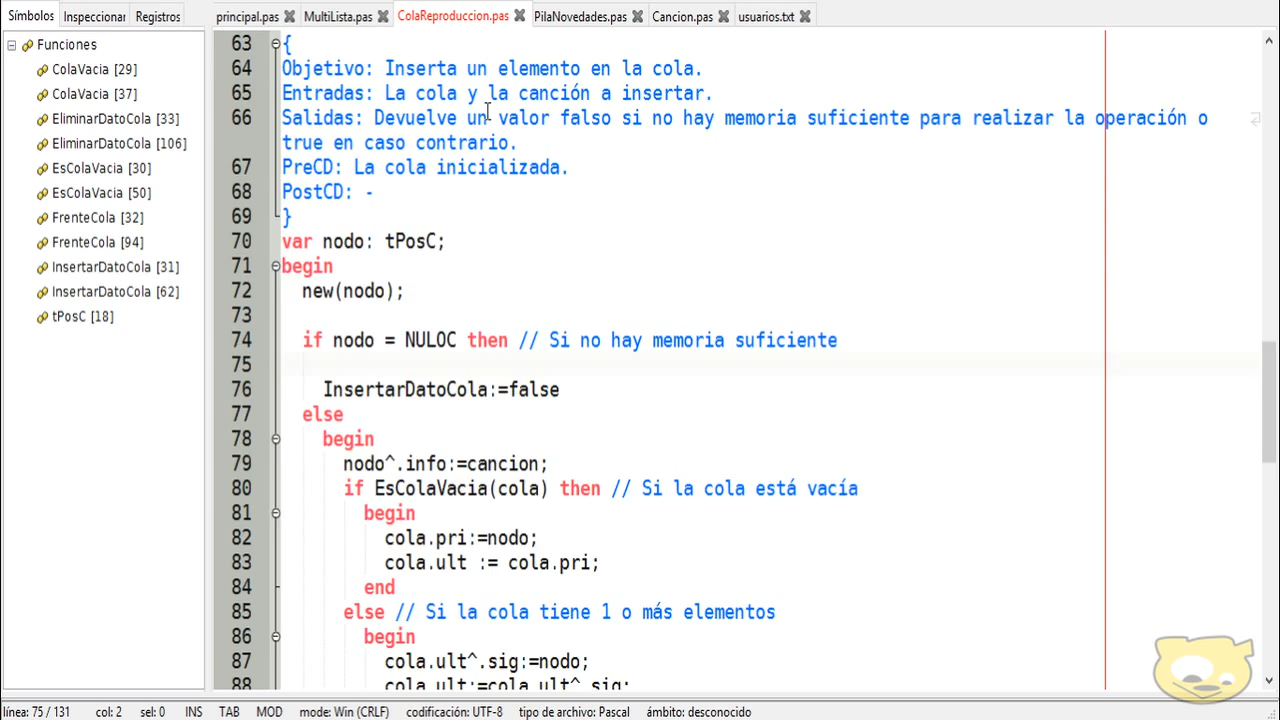 Símbolos Inspeccionar Registros principal.pas MultiLista.pas ColaReproduccion.pas PilaNovedades.pas Cancion.pas usuarios.txt
Funciones
ColaVacia [29]
ColaVacia [37]
EliminarDatoCola [33]
EliminarDatoCola [106]
EsColaVacia [30]
EsColaVacia [50]
FrenteCola [32]
FrenteCola [94]
InsertarDatoCola [31]
InsertarDatoCola [62]
tPosC [18]
63 {
64 Objetivo: Inserta un elemento en la cola.
65 Entradas: La cola y la canción a insertar.
66 Salidas: Devuelve un valor falso si no hay memoria suficiente para realizar la operación o
true en caso contrario.
67 PreCD: La cola inicializada.
68 PostCD: -
69 }
70 var nodo: tPosC;
71 begin
72 new(nodo);
73
74 if nodo = NULOC then // Si no hay memoria suficiente
75
76 InsertarDatoCola:=false
77 else
78 begin
79 nodo^.info:=cancion;
80 if EsColaVacia(cola) then // Si la cola está vacía
81 begin
82 cola.pri:=nodo;
83 cola.ult := cola.pri;
84 end
85 else // Si la cola tiene 1 o más elementos
86 begin
87 cola.ult^.sig:=nodo;
88 cola.ult:=cola.ult^.sig;
línea: 75 / 131 col: 2 sel: 0 INS TAB MOD mode: Win (CRLF) codificación: UTF-8 tipo de archivo: Pascal ámbito: desconocido